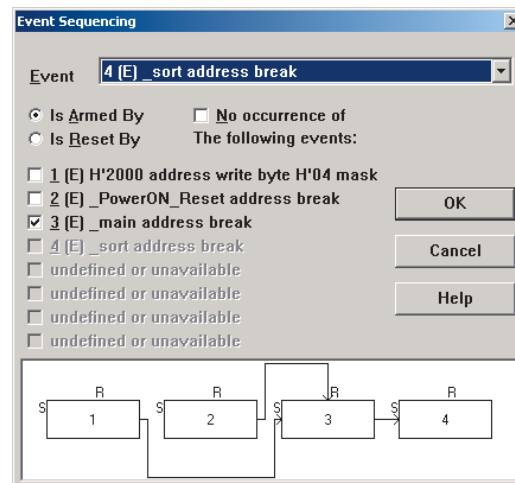 Event Sequencing
Event 4 (E) _sort address break
Is Armed By No occurrence of
Is Reset By The following events:
1 (E) H'2000 address write byte H'04 mask
2 (E) _PowerON_Reset address break
3 (E) _main address break
4 (E) _sort address break
undefined or unavailable
undefined or unavailable
undefined or unavailable
undefined or unavailable
OK
Cancel
Help
R R R R
S S S S
1 2 3 4